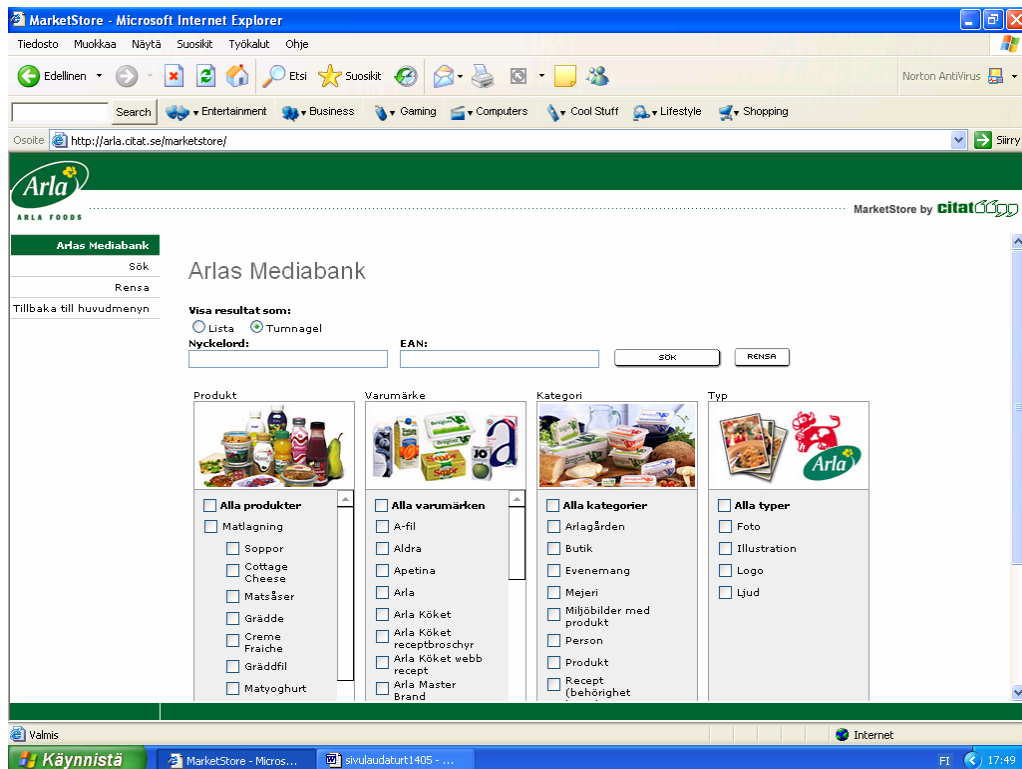 MarketStore - Microsoft Internet Explorer
Tiedosto Muokkaa Näytä Suosikit Työkalut Ohje
Edellinen Etsi Suosikit Norton AntiVirus
Search Entertainment Business Gaming Computers Cool Stuff Lifestyle Shopping
Osoite http://arla.citat.se/marketstore/ Siirry
Arla
ARLA FOODS
MarketStore by citat
Arlas Mediabank
Sök
Rensa
Tillbaka till huvudmenyn
Arlas Mediabank
Visa resultat som:
Lista Tumnagel
Nyckelord: EAN:
SÖK RENSA
Produkt Varumärke Kategori Typ
Bregott
JO
a
Arla
Alla produkter
Matlagning
Soppor
Cottage
Cheese
Matsåser
Grädde
Creme
Fraiche
Gräddfil
Matyoghurt
Alla varumärken
A-fil
Aldra
Apetina
Arla
Arla Köket
Arla Köket
receptbroschyr
Arla Köket webb
recept
Arla Master
Brand
Alla kategorier
Arlagården
Butik
Evenemang
Mejeri
Miljöbilder med
produkt
Person
Produkt
Recept
(behörighet
Alla typer
Foto
Illustration
Logo
Ljud
Valmis Internet
Käynnistä MarketStore - Micros... sivulaudaturt1405 - ... FI 17:49